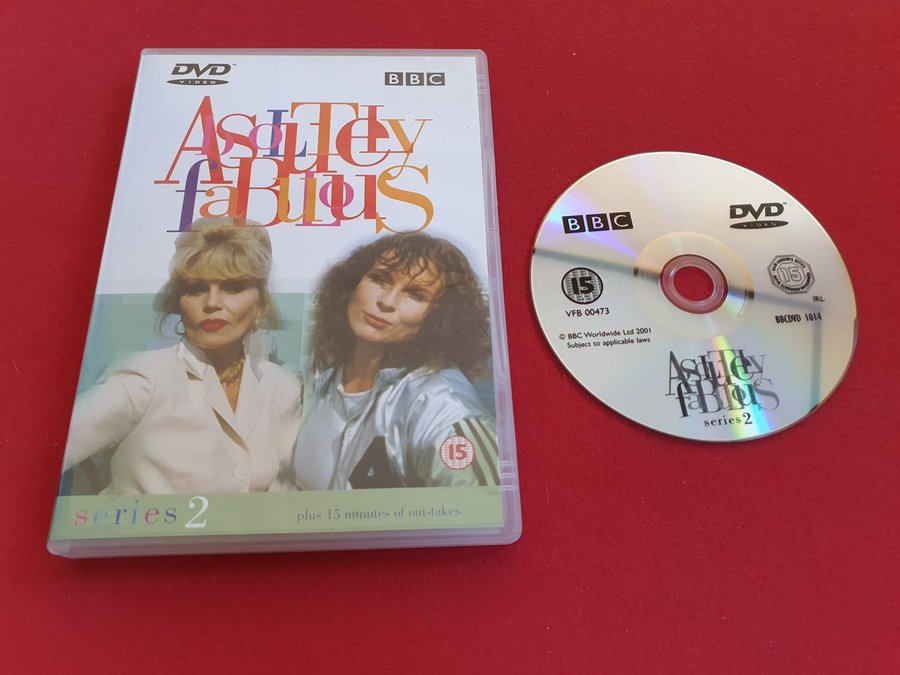 DVD
VIDEO
BBC
AbsoluTely
faBulouS
15
series 2
plus 15 minutes of out-takes
BBC
DVD
VIDEO
15
VFB 00473
15
IRL
BBCDVD 1014
© BBC Worldwide Ltd 2001
Subject to applicable laws
AbsoluTely
faBulouS
series 2